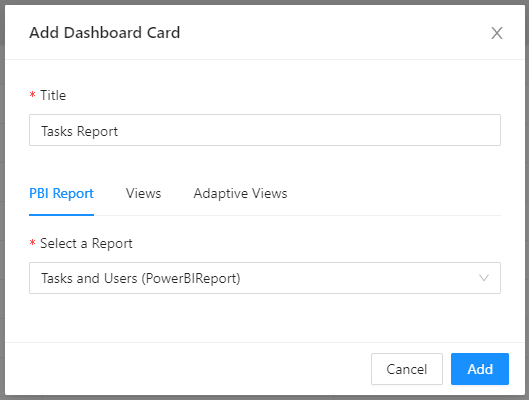 Add Dashboard Card
* Title
Tasks Report
PBI Report Views Adaptive Views
* Select a Report
Tasks and Users (PowerBIReport)
Cancel Add